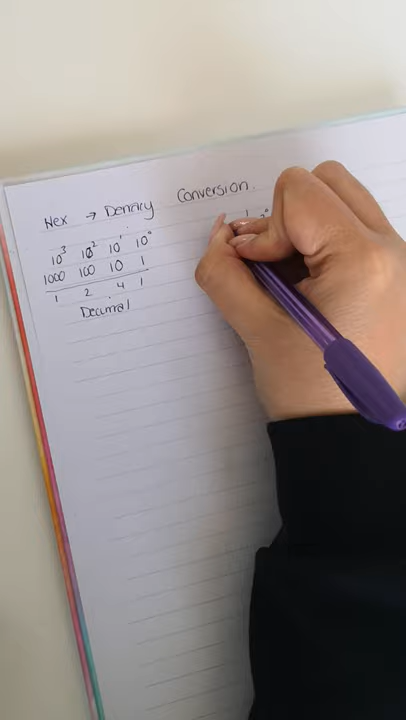 Hex → Denary Conversion
10³ 10² 10¹ 10⁰
1000 100 10 1
1 2 4 1
Decimal